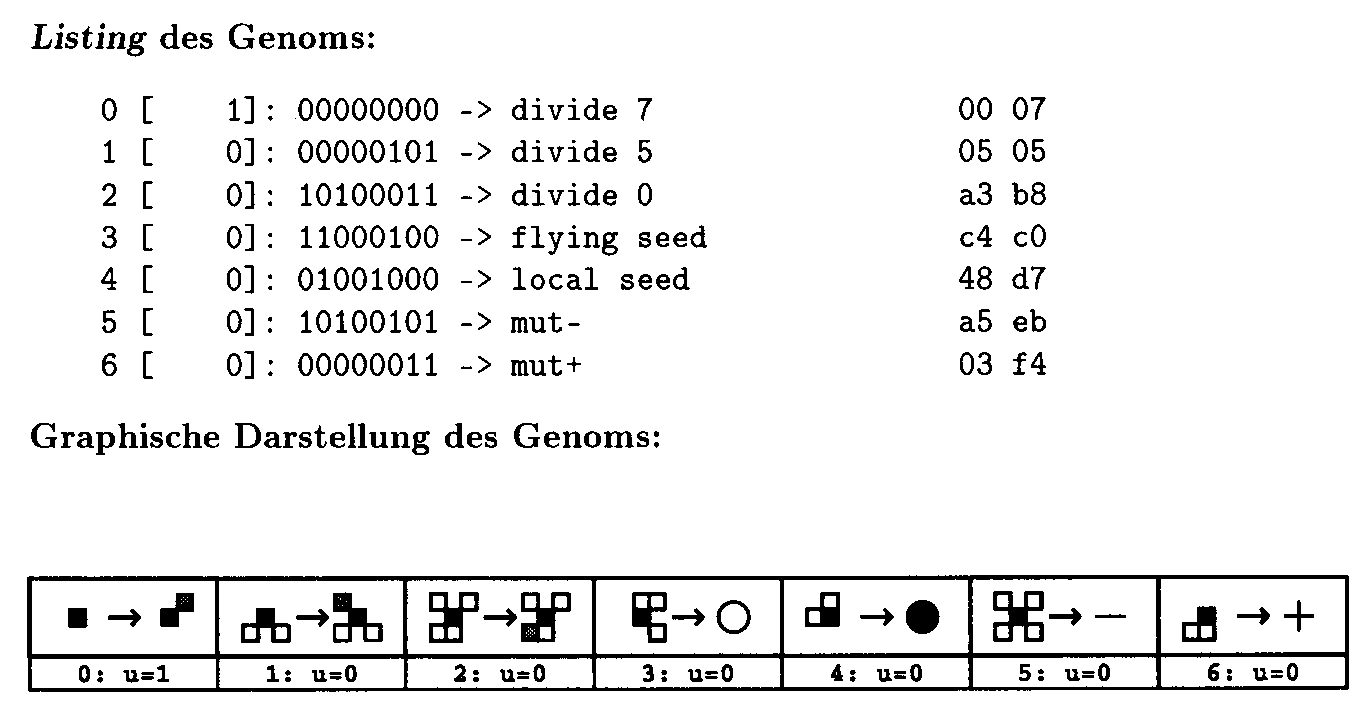 Listing des Genoms:
0 [ 1]: 00000000 -> divide 7 00 07
1 [ 0]: 00000101 -> divide 5 05 05
2 [ 0]: 10100011 -> divide 0 a3 b8
3 [ 0]: 11000100 -> flying seed c4 c0
4 [ 0]: 01001000 -> local seed 48 d7
5 [ 0]: 10100101 -> mut- a5 eb
6 [ 0]: 00000011 -> mut+ 03 f4
Graphische Darstellung des Genoms:
0: u=1 1: u=0 2: u=0 3: u=0 4: u=0 5: u=0 6: u=0